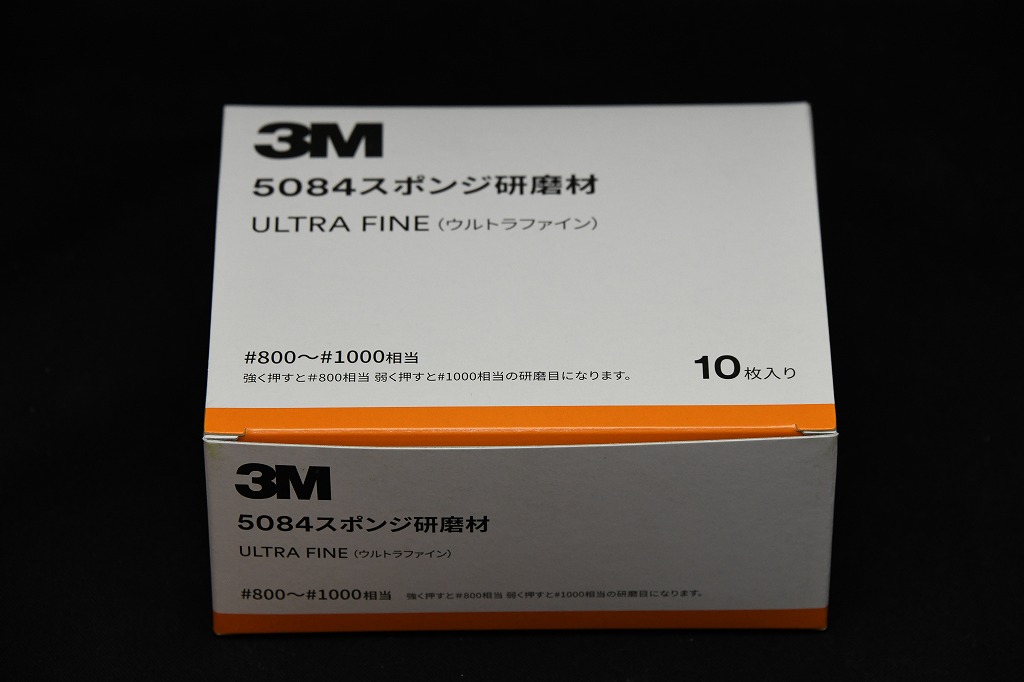 3M
5084スポンジ研磨材
ULTRA FINE（ウルトラファイン）
#800～#1000相当
強く押すと#800相当 弱く押すと#1000相当の研磨目になります。
10枚入り
3M
5084スポンジ研磨材
ULTRA FINE（ウルトラファイン）
#800～#1000相当 強く押すと#800相当 弱く押すと#1000相当の研磨目になります。